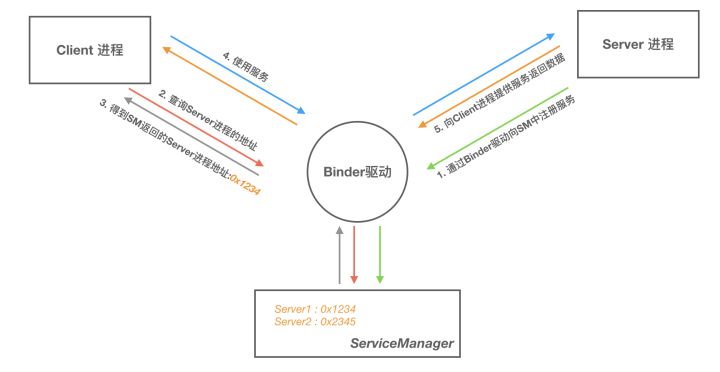 Client 进程
Server 进程
4. 使用服务
2. 查询Server进程的地址
3. 得到SM返回的Server进程地址:0x1234
5. 向Client进程提供服务返回数据
1. 通过Binder驱动向SM中注册服务
Binder驱动
Server1 : 0x1234
Server2 : 0x2345
ServiceManager